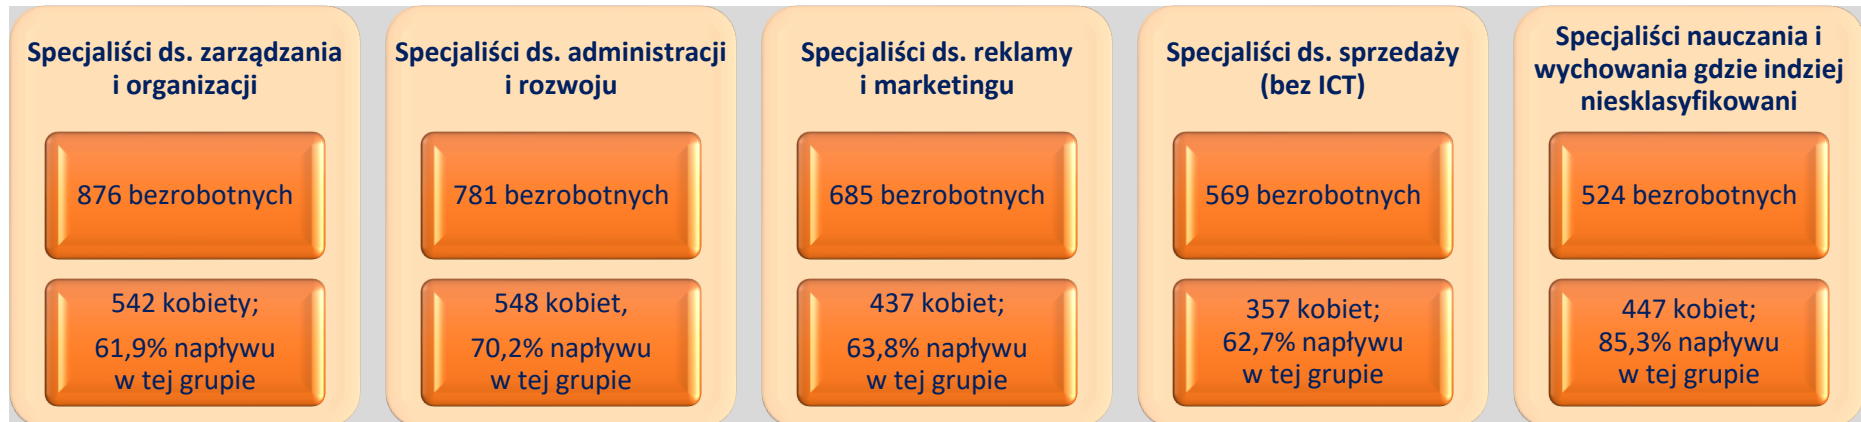 Specjaliści ds. zarządzania
i organizacji
876 bezrobotnych
542 kobiety;
61,9% napływu
w tej grupie
Specjaliści ds. administracji
i rozwoju
781 bezrobotnych
548 kobiet,
70,2% napływu
w tej grupie
Specjaliści ds. reklamy
i marketingu
685 bezrobotnych
437 kobiet;
63,8% napływu
w tej grupie
Specjaliści ds. sprzedaży
(bez ICT)
569 bezrobotnych
357 kobiet;
62,7% napływu
w tej grupie
Specjaliści nauczania i
wychowania gdzie indziej
niesklasyfikowani
524 bezrobotnych
447 kobiet;
85,3% napływu
w tej grupie